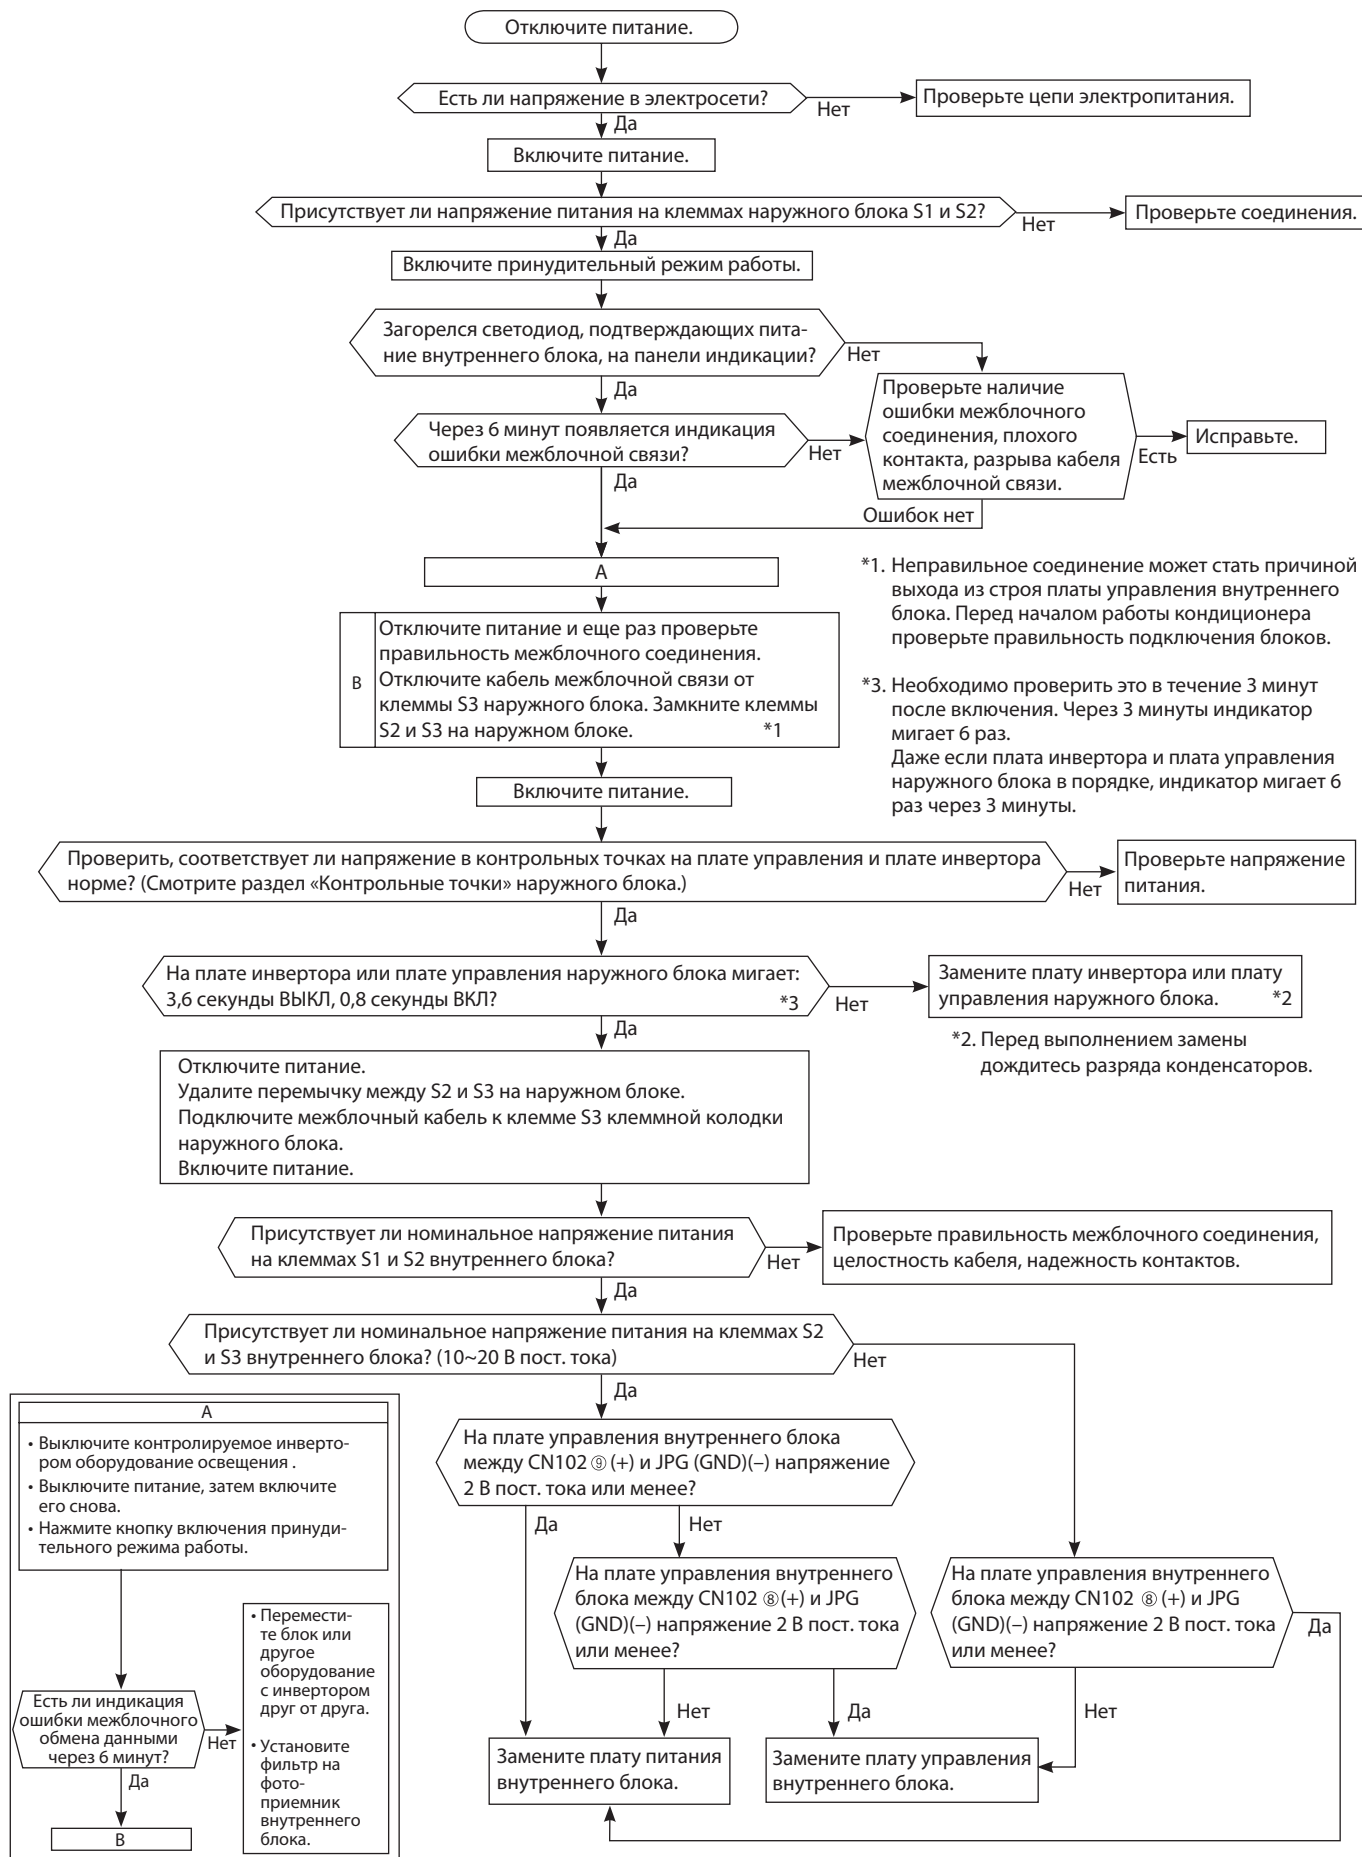 Отключите питание.
Есть ли напряжение в электросети?
Нет
Проверьте цепи электропитания.
Да
Включите питание.
Присутствует ли напряжение питания на клеммах наружного блока S1 и S2?
Нет
Проверьте соединения.
Да
Включите принудительный режим работы.
Загорелся светодиод, подтверждающих пита-
ние внутреннего блока, на панели индикации?
Нет
Да
Через 6 минут появляется индикация
ошибки межблочной связи?
Нет
Проверьте наличие
ошибки межблочного
соединения, плохого
контакта, разрыва кабеля
межблочной связи.
Есть
Исправьте.
Да
Ошибок нет
A
B
Отключите питание и еще раз проверьте
правильность межблочного соединения.
Отключите кабель межблочной связи от
клеммы S3 наружного блока. Замкните клеммы
S2 и S3 на наружном блоке. *1
*1. Неправильное соединение может стать причиной
выхода из строя платы управления внутреннего
блока. Перед началом работы кондиционера
проверьте правильность подключения блоков.
*3. Необходимо проверить это в течение 3 минут
после включения. Через 3 минуты индикатор
мигает 6 раз.
Даже если плата инвертора и плата управления
наружного блока в порядке, индикатор мигает 6
раз через 3 минуты.
Включите питание.
Проверить, соответствует ли напряжение в контрольных точках на плате управления и плате инвертора
норме? (Смотрите раздел «Контрольные точки» наружного блока.)
Нет
Проверьте напряжение
питания.
Да
На плате инвертора или плате управления наружного блока мигает:
3,6 секунды ВЫКЛ, 0,8 секунды ВКЛ? *3
Нет
Замените плату инвертора или плату
управления наружного блока. *2
*2. Перед выполнением замены
дождитесь разряда конденсаторов.
Да
Отключите питание.
Удалите перемычку между S2 и S3 на наружном блоке.
Подключите межблочный кабель к клемме S3 клеммной колодки
наружного блока.
Включите питание.
Присутствует ли номинальное напряжение питания
на клеммах S1 и S2 внутреннего блока?
Нет
Проверьте правильность межблочного соединения,
целостность кабеля, надежность контактов.
Да
Присутствует ли номинальное напряжение питания на клеммах S2
и S3 внутреннего блока? (10~20 В пост. тока)
Нет
Да
На плате управления внутреннего блока
между CN102 ⑨ (+) и JPG (GND)(–) напряжение
2 В пост. тока или менее?
Да
Нет
На плате управления внутреннего
блока между CN102 ⑧ (+) и JPG
(GND)(–) напряжение 2 В пост. тока
или менее?
Нет
Да
На плате управления внутреннего
блока между CN102 ⑧ (+) и JPG
(GND)(–) напряжение 2 В пост. тока
или менее?
Да
Нет
Замените плату питания
внутреннего блока.
Замените плату управления
внутреннего блока.
A
• Выключите контролируемое инверто-
ром оборудование освещения .
• Выключите питание, затем включите
его снова.
• Нажмите кнопку включения принуди-
тельного режима работы.
Есть ли индикация
ошибки межблочного
обмена данными
через 6 минут?
Нет
• Перемести-
те блок или
другое
оборудование
с инвертором
друг от друга.
• Установите
фильтр на
фото-
приемник
внутреннего
блока.
Да
B